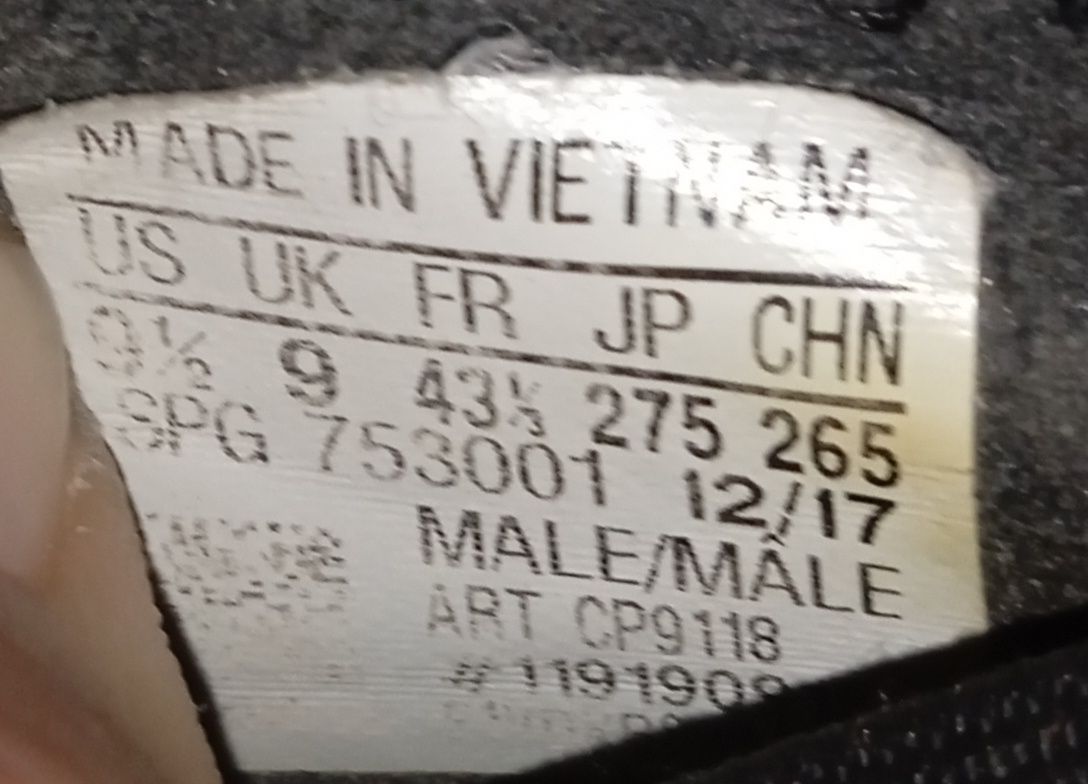 MADE IN VIETNAM
US UK FR JP CHN
9½ 9 43⅓ 275 265
SPG 753001 12/17
MALE/MÂLE
ART CP9118
# 1191908